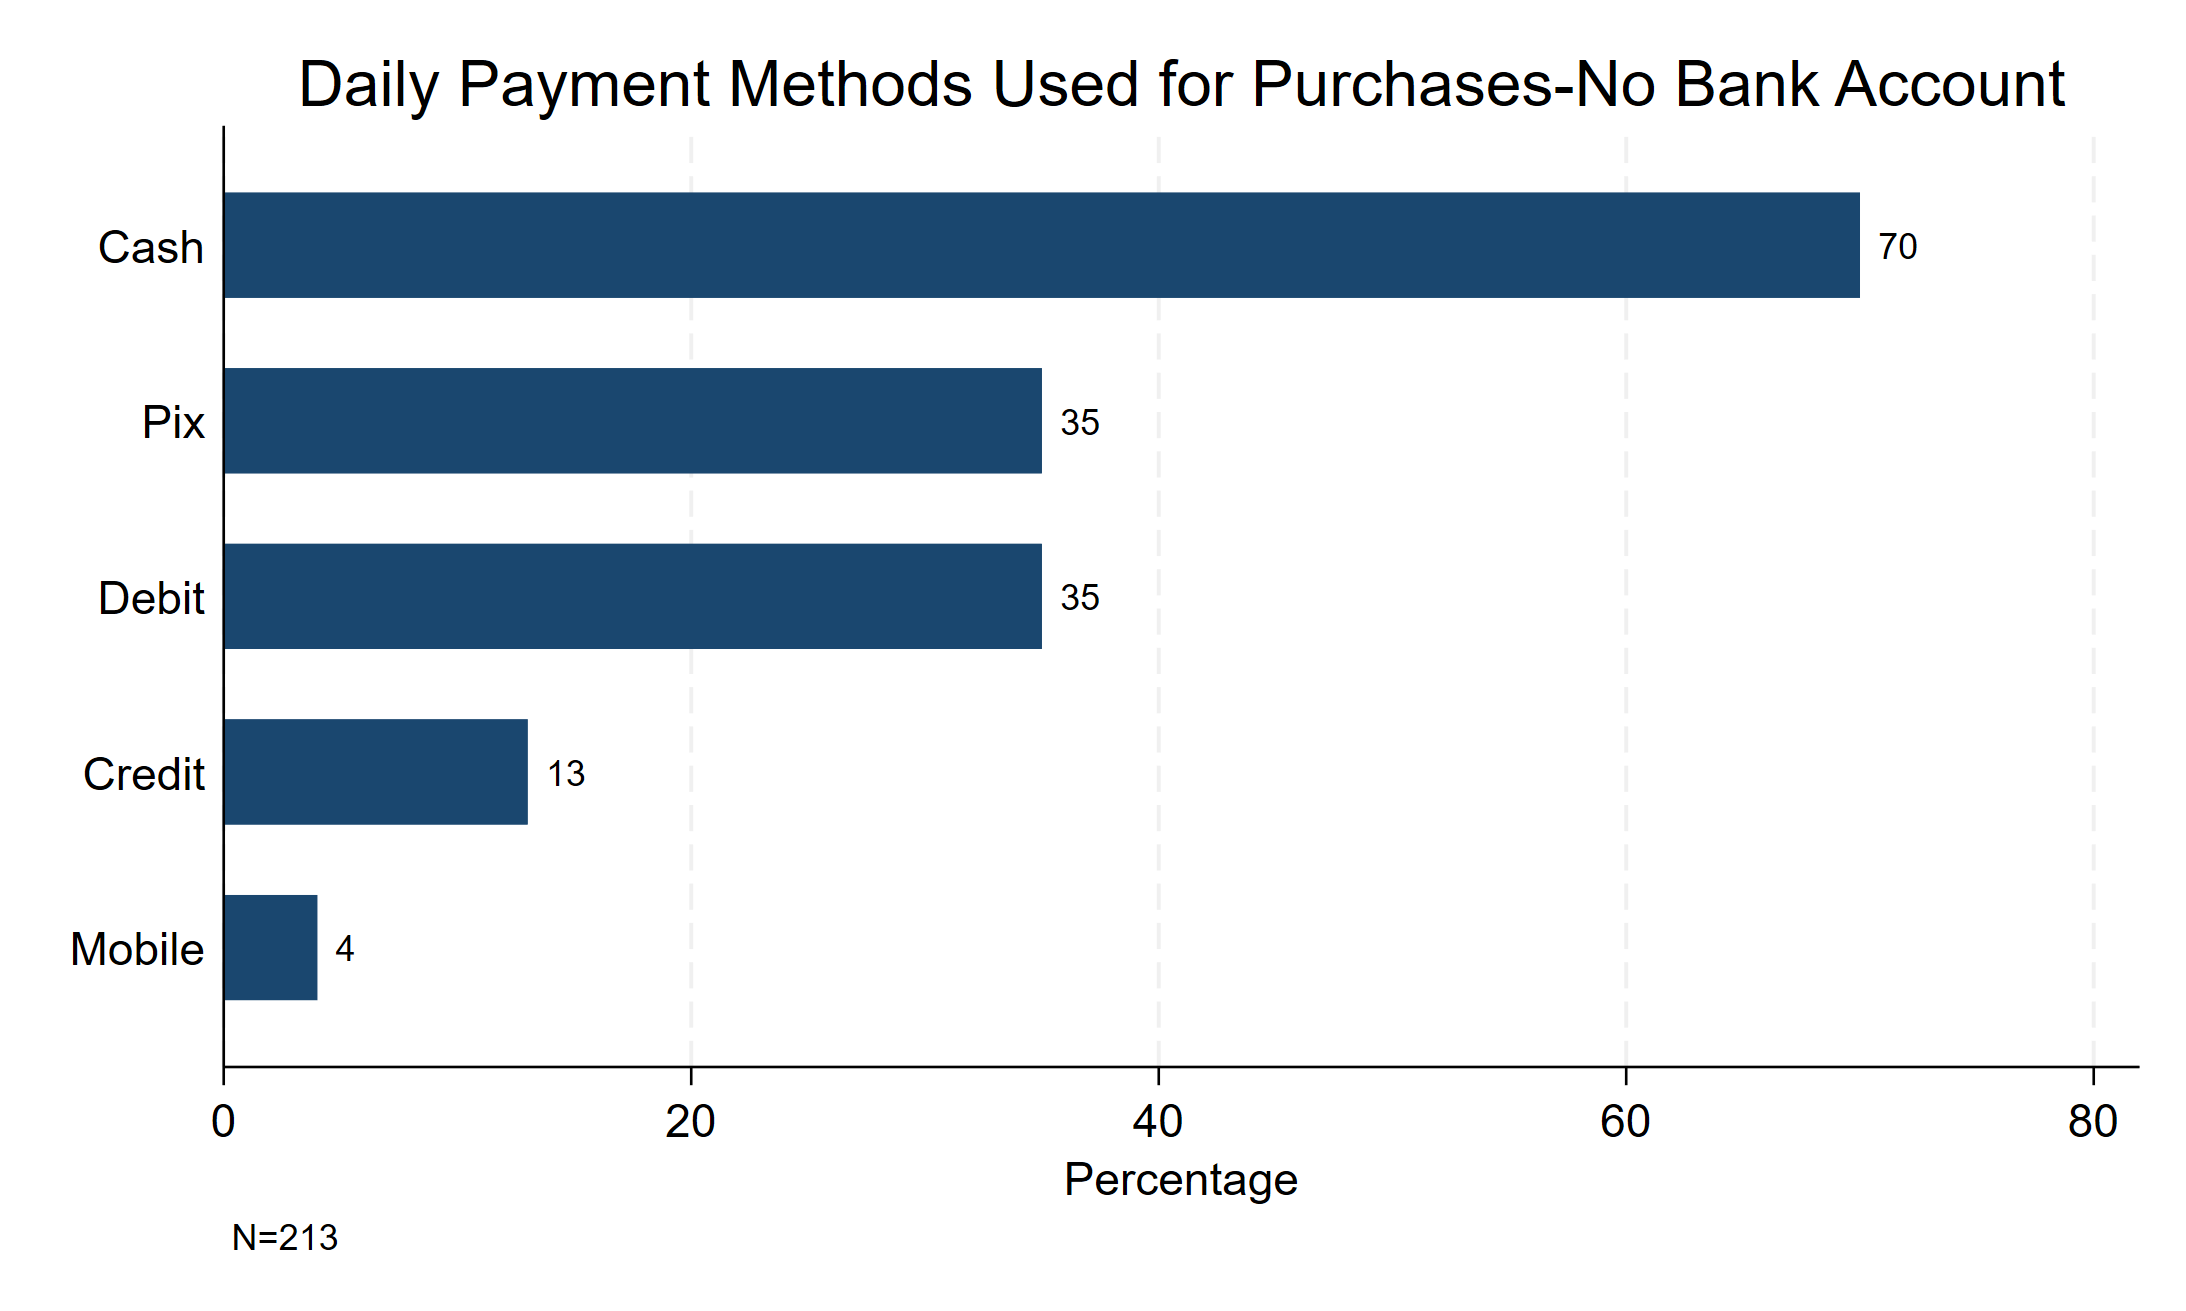 Daily Payment Methods Used for Purchases-No Bank Account
Cash
70
Pix
35
Debit
35
Credit
13
Mobile
4
0 20 40 60 80
Percentage
N=213